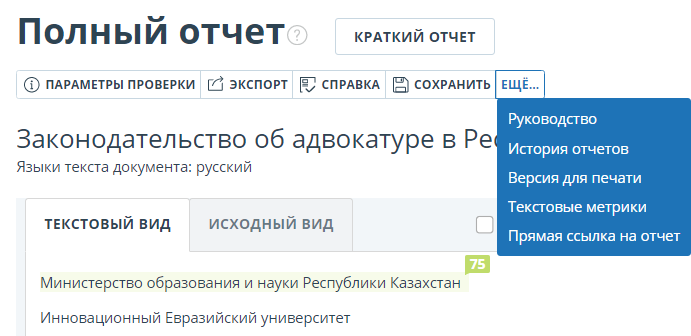 Полный отчет ?
КРАТКИЙ ОТЧЕТ
ПАРАМЕТРЫ ПРОВЕРКИ ЭКСПОРТ СПРАВКА СОХРАНИТЬ ЕЩЁ...
Руководство
История отчетов
Версия для печати
Текстовые метрики
Прямая ссылка на отчет
Законодательство об адвокатуре в
Языки текста документа: русский
ТЕКСТОВЫЙ ВИД ИСХОДНЫЙ ВИД
75
Министерство образования и науки Республики Казахстан
Инновационный Евразийский университет